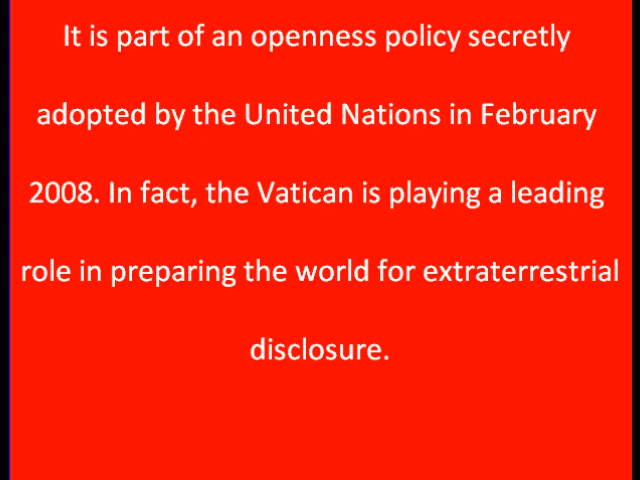 It is part of an openness policy secretly
adopted by the United Nations in February
2008. In fact, the Vatican is playing a leading
role in preparing the world for extraterrestrial
disclosure.